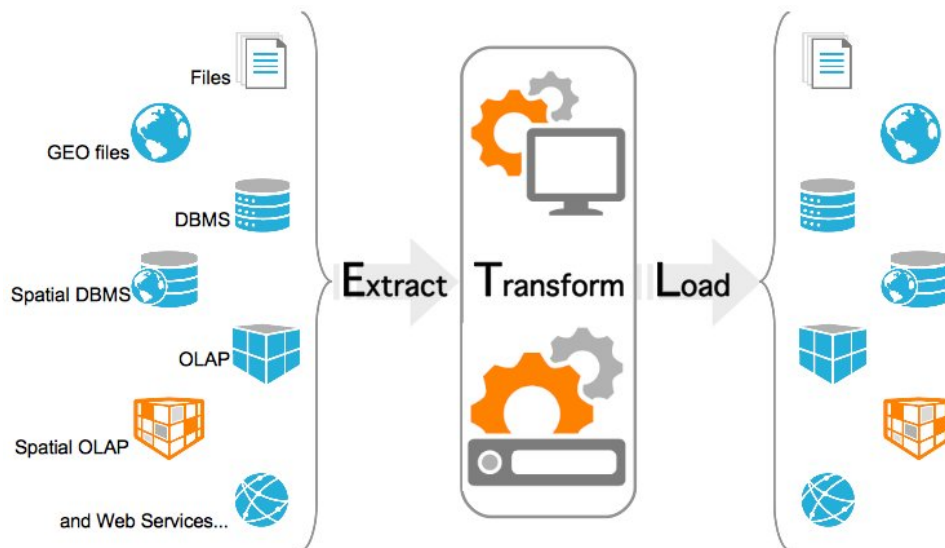 Files
GEO files
DBMS
Spatial DBMS
Extract Transform Load
OLAP
Spatial OLAP
and Web Services...